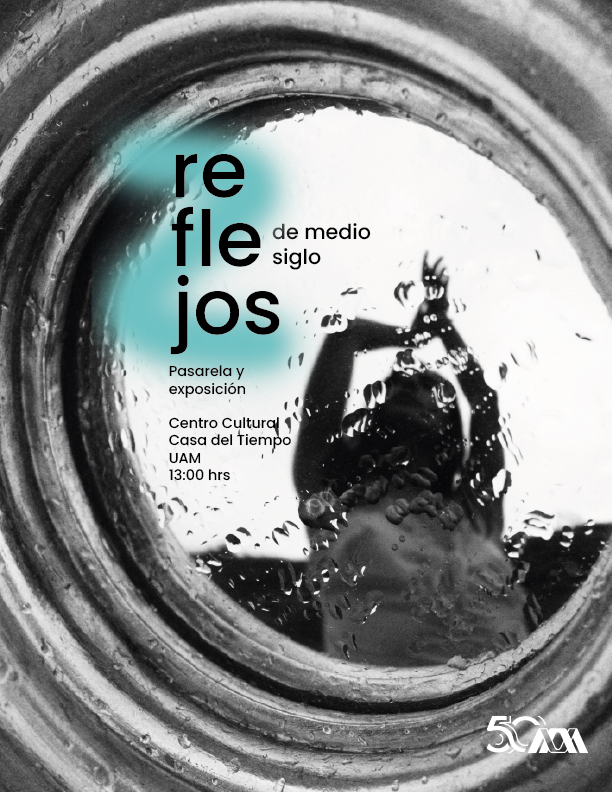 re
fle
jos
de medio
siglo
Pasarela y
exposición
Centro Cultural
Casa del Tiempo
UAM
13:00 hrs
50